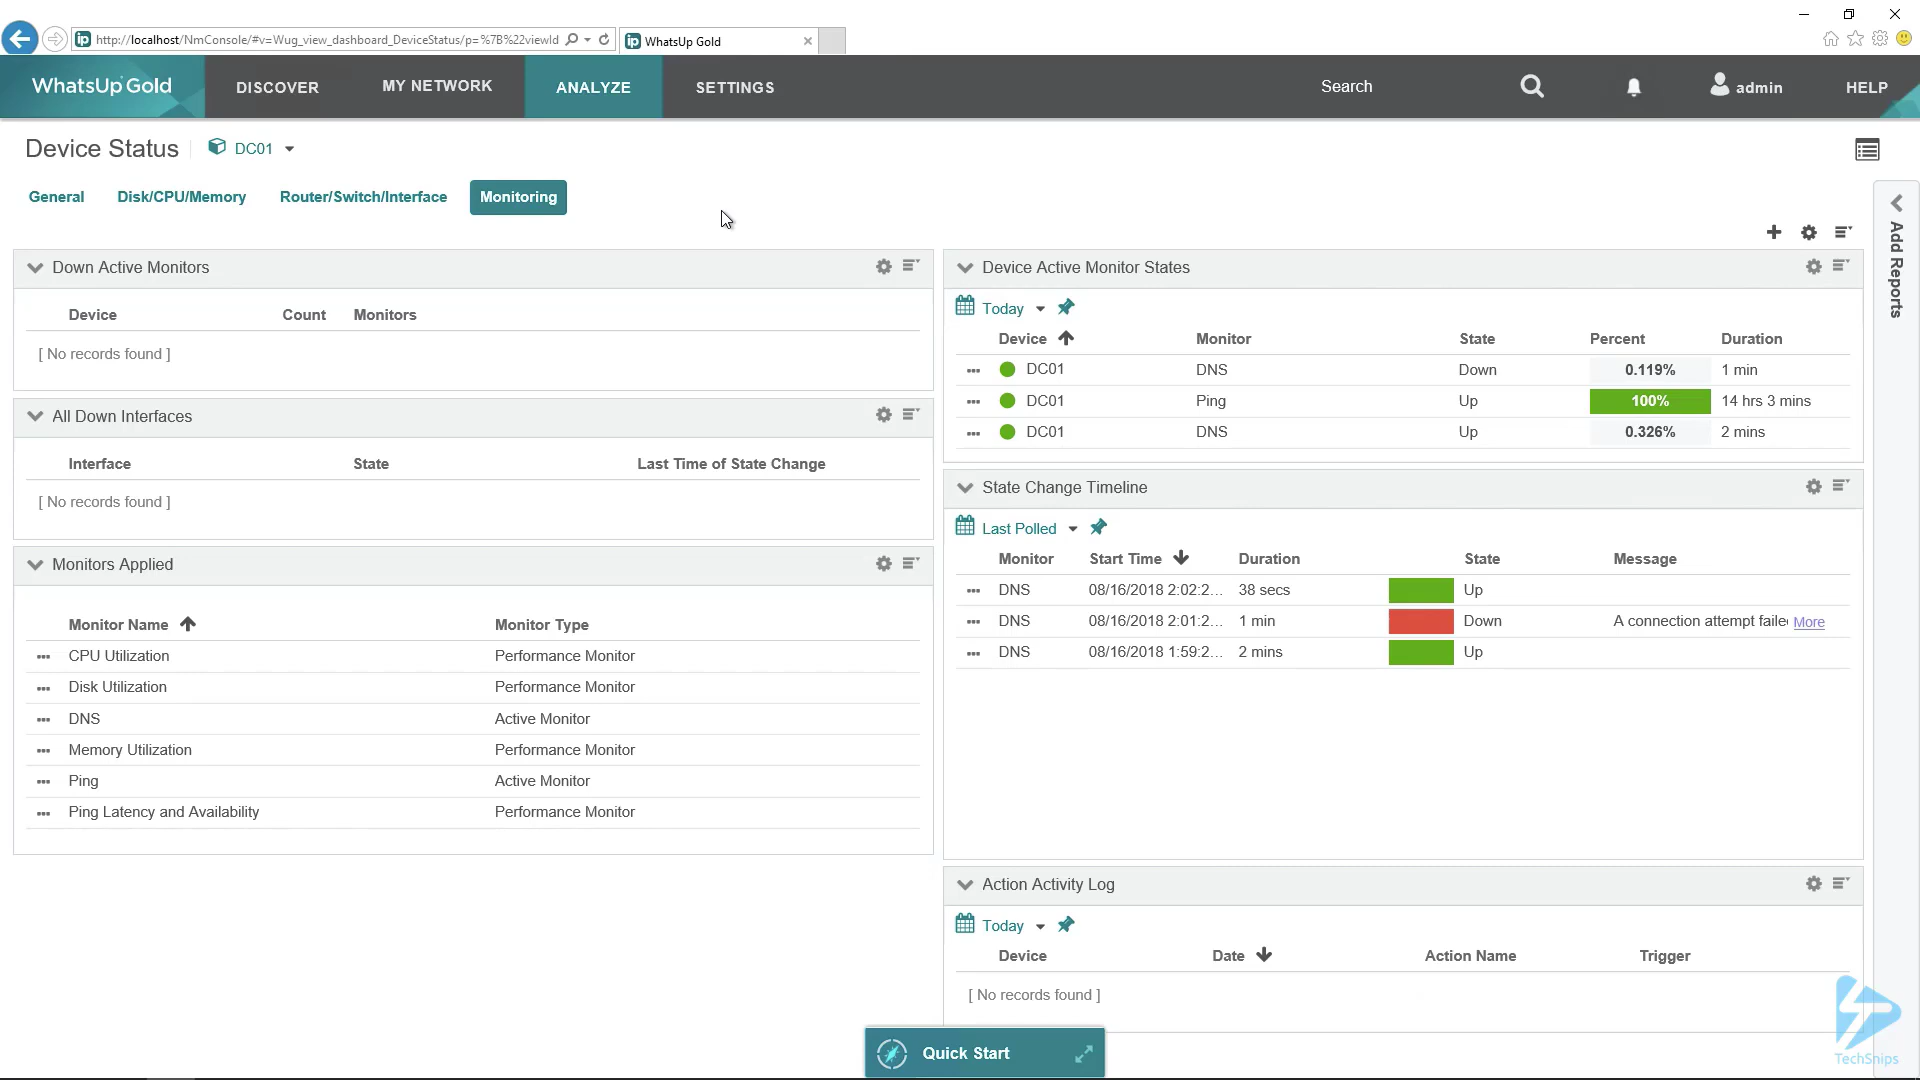 http://localhost/NmConsole/#v=Wug_view_dashboard_DeviceStatus/p=%7B%22viewId
WhatsUp Gold
WhatsUp Gold
DISCOVER
MY NETWORK
ANALYZE
SETTINGS
Search
admin
HELP
Device Status
DC01
General
Disk/CPU/Memory
Router/Switch/Interface
Monitoring
Add Reports
Down Active Monitors
Device Count Monitors
[ No records found ]
All Down Interfaces
Interface State Last Time of State Change
[ No records found ]
Monitors Applied
Monitor Name Monitor Type
CPU Utilization Performance Monitor
Disk Utilization Performance Monitor
DNS Active Monitor
Memory Utilization Performance Monitor
Ping Active Monitor
Ping Latency and Availability Performance Monitor
Device Active Monitor States
Today
Device Monitor State Percent Duration
DC01 DNS Down 0.119% 1 min
DC01 Ping Up 100% 14 hrs 3 mins
DC01 DNS Up 0.326% 2 mins
State Change Timeline
Last Polled
Monitor Start Time Duration State Message
DNS 08/16/2018 2:02:2... 38 secs Up
DNS 08/16/2018 2:01:2... 1 min Down A connection attempt faile More
DNS 08/16/2018 1:59:2... 2 mins Up
Action Activity Log
Today
Device Date Action Name Trigger
[ No records found ]
Quick Start
TechSnips